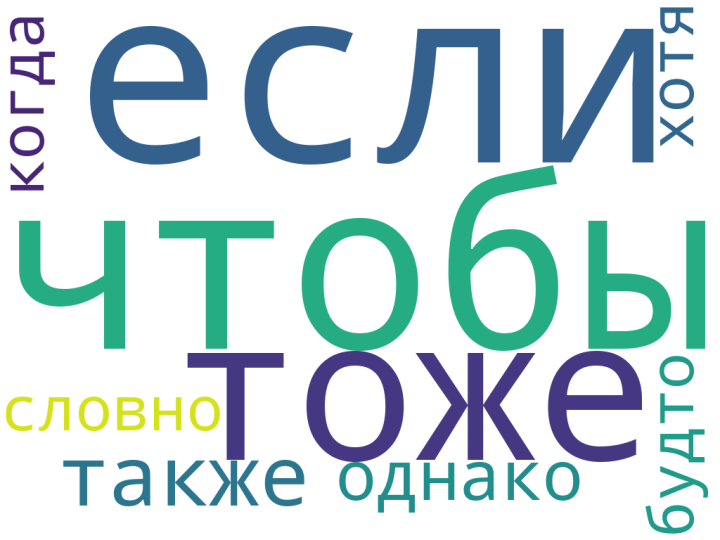 когда
если
хотя
чтобы
тоже
словно
также
однако
будто